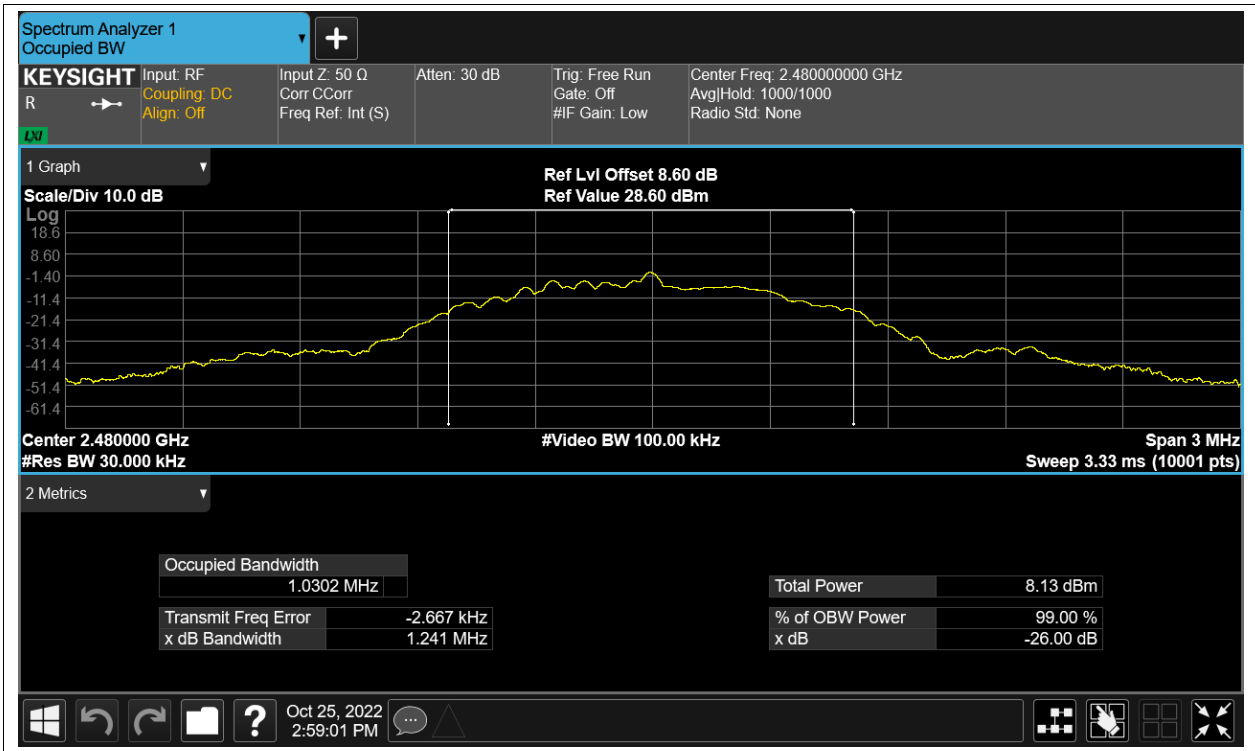 Spectrum Analyzer 1
Occupied BW
KEYSIGHT
R
LXI
Input: RF
Coupling: DC
Align: Off
Input Z: 50 Ω
Corr CCorr
Freq Ref: Int (S)
Atten: 30 dB
Trig: Free Run
Gate: Off
#IF Gain: Low
Center Freq: 2.480000000 GHz
Avg|Hold: 1000/1000
Radio Std: None
1 Graph
Scale/Div 10.0 dB
Ref Lvl Offset 8.60 dB
Ref Value 28.60 dBm
Log
18.6
8.60
-1.40
-11.4
-21.4
-31.4
-41.4
-51.4
-61.4
Center 2.480000 GHz
#Video BW 100.00 kHz
Span 3 MHz
#Res BW 30.000 kHz
Sweep 3.33 ms (10001 pts)
2 Metrics
Occupied Bandwidth
1.0302 MHz
Transmit Freq Error -2.667 kHz
x dB Bandwidth 1.241 MHz
Total Power 8.13 dBm
% of OBW Power 99.00 %
x dB -26.00 dB
?
Oct 25, 2022
2:59:01 PM